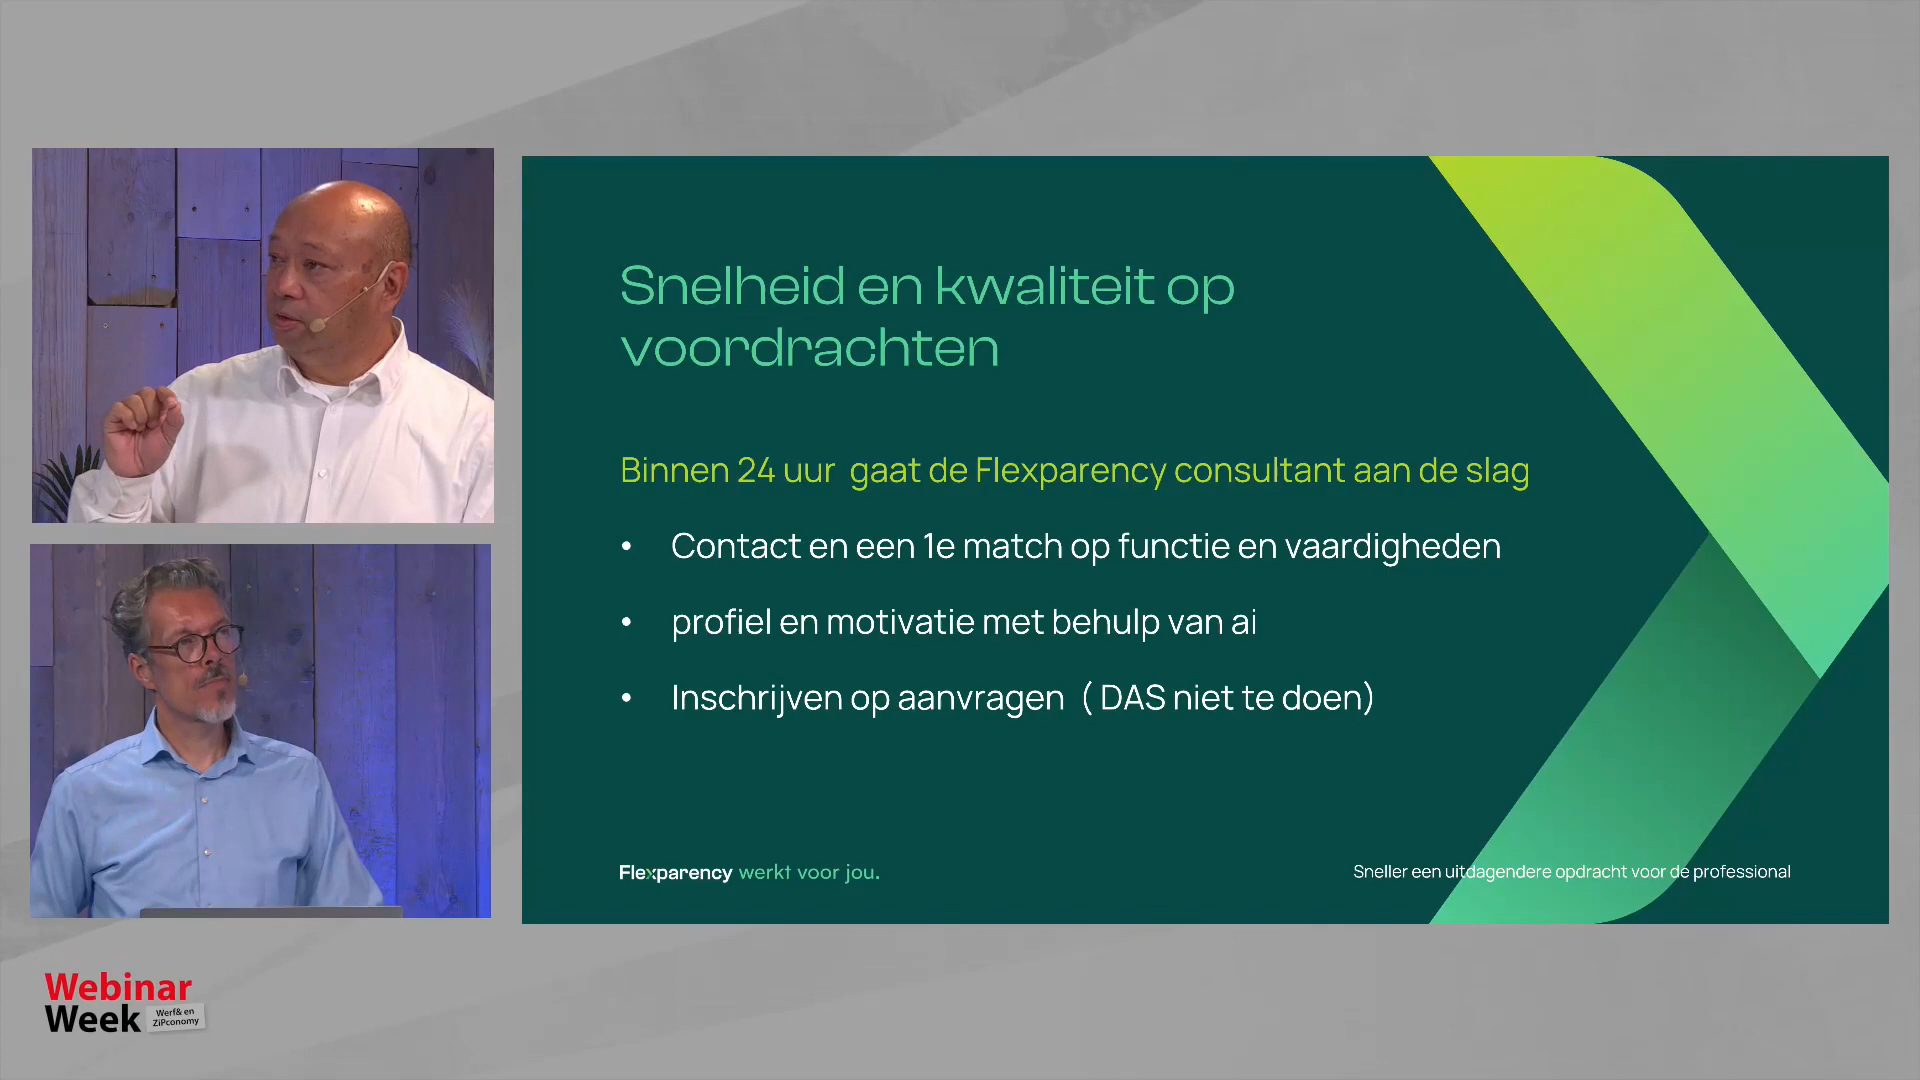 Snelheid en kwaliteit op
voordrachten
Binnen 24 uur gaat de Flexparency consultant aan de slag
• Contact en een 1e match op functie en vaardigheden
• profiel en motivatie met behulp van ai
• Inschrijven op aanvragen ( DAS niet te doen)
Flexparency werkt voor jou.
Sneller een uitdagendere opdracht voor de professional
Webinar
Week
Werf& en
ZiPconomy